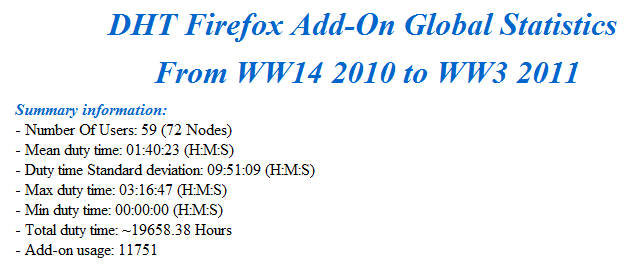 DHT Firefox Add-On Global Statistics
From WW14 2010 to WW3 2011
Summary information:
- Number Of Users: 59 (72 Nodes)
- Mean duty time: 01:40:23 (H:M:S)
- Duty time Standard deviation: 09:51:09 (H:M:S)
- Max duty time: 03:16:47 (H:M:S)
- Min duty time: 00:00:00 (H:M:S)
- Total duty time: ~19658.38 Hours
- Add-on usage: 11751